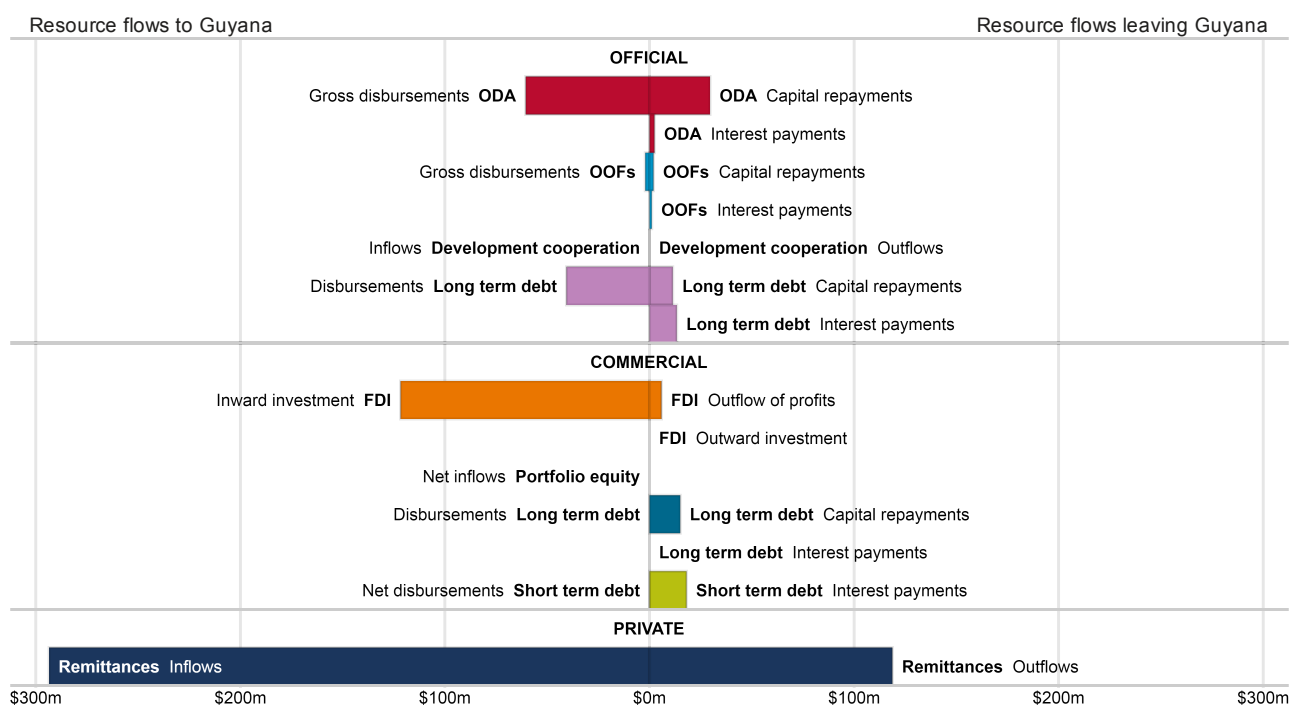 Resource flows to Guyana Resource flows leaving Guyana
OFFICIAL
Gross disbursements ODA ODA Capital repayments
ODA Interest payments
Gross disbursements OOFs OOFs Capital repayments
OOFs Interest payments
Inflows Development cooperation Development cooperation Outflows
Disbursements Long term debt Long term debt Capital repayments
Long term debt Interest payments
COMMERCIAL
Inward investment FDI FDI Outflow of profits
FDI Outward investment
Net inflows Portfolio equity
Disbursements Long term debt Long term debt Capital repayments
Long term debt Interest payments
Net disbursements Short term debt Short term debt Interest payments
PRIVATE
Remittances Inflows Remittances Outflows
$300m $200m $100m $0m $100m $200m $300m